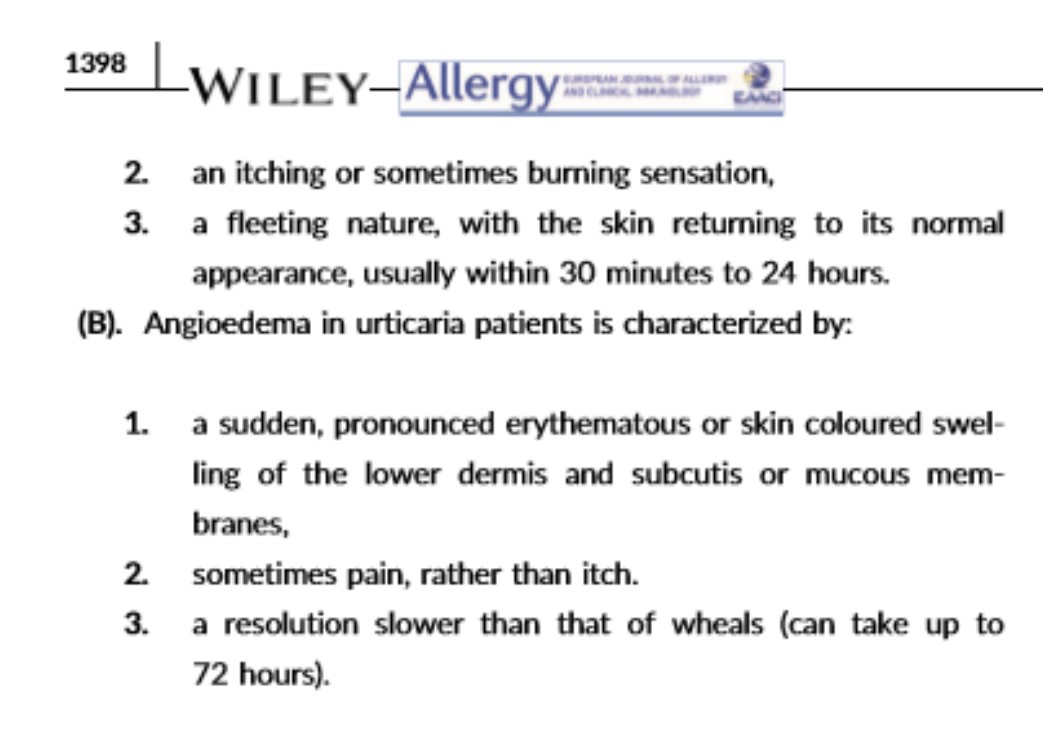 1398
WILEY
Allergy
EUROPEAN JOURNAL OF ALLERGY
AND CLINICAL IMMUNOLOGY
EAACI
2. an itching or sometimes burning sensation,
3. a fleeting nature, with the skin returning to its normal
appearance, usually within 30 minutes to 24 hours.
(B). Angioedema in urticaria patients is characterized by:
1. a sudden, pronounced erythematous or skin coloured swel-
ling of the lower dermis and subcutis or mucous mem-
branes,
2. sometimes pain, rather than itch.
3. a resolution slower than that of wheals (can take up to
72 hours).